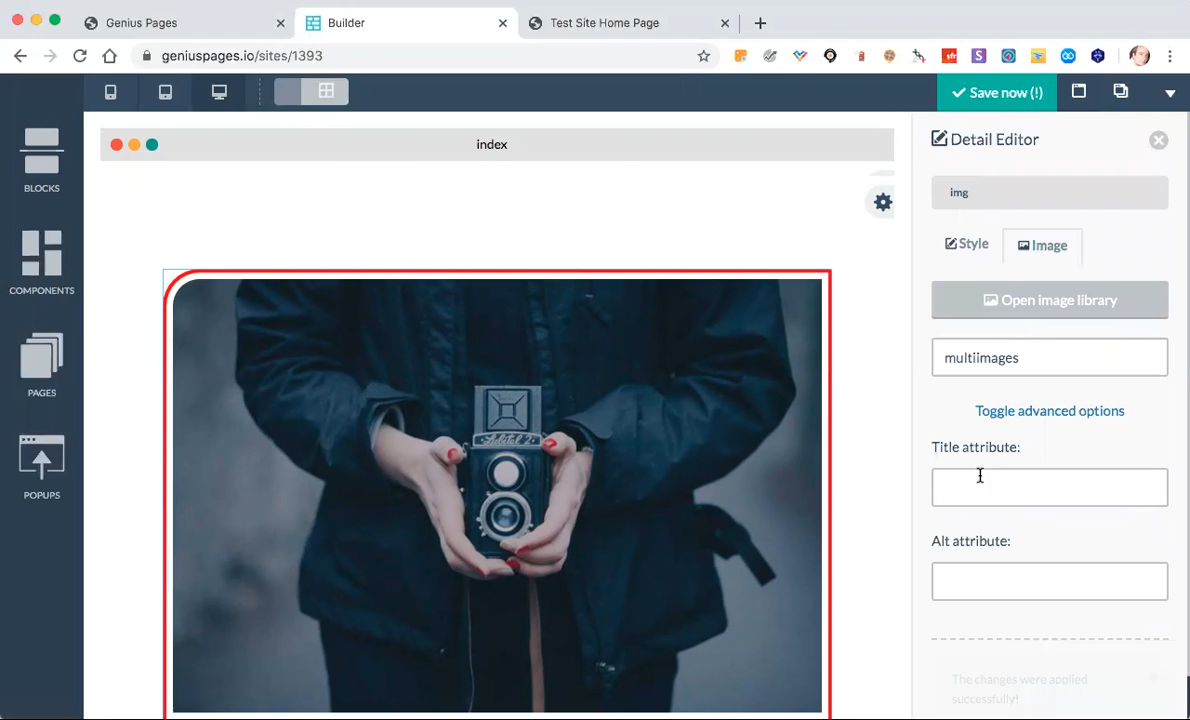 Genius Pages
Builder
Test Site Home Page
geniuspages.io/sites/1393
Save now (!)
BLOCKS
COMPONENTS
PAGES
POPUPS
index
Lubitel 2
Detail Editor
img
Style
Image
Open image library
multiimages
Toggle advanced options
Title attribute:
Alt attribute:
The changes were applied
successfully!